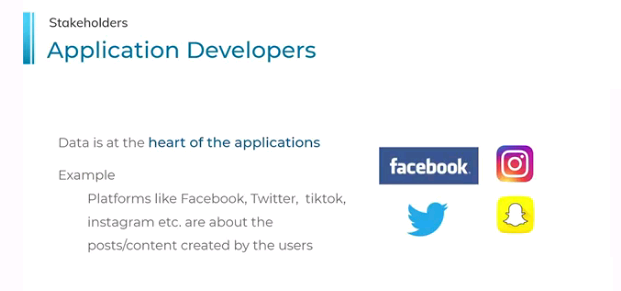 Stakeholders
Application Developers
Data is at the heart of the applications
Example
Platforms like Facebook, Twitter, tiktok,
instagram etc. are about the
posts/content created by the users
facebook.